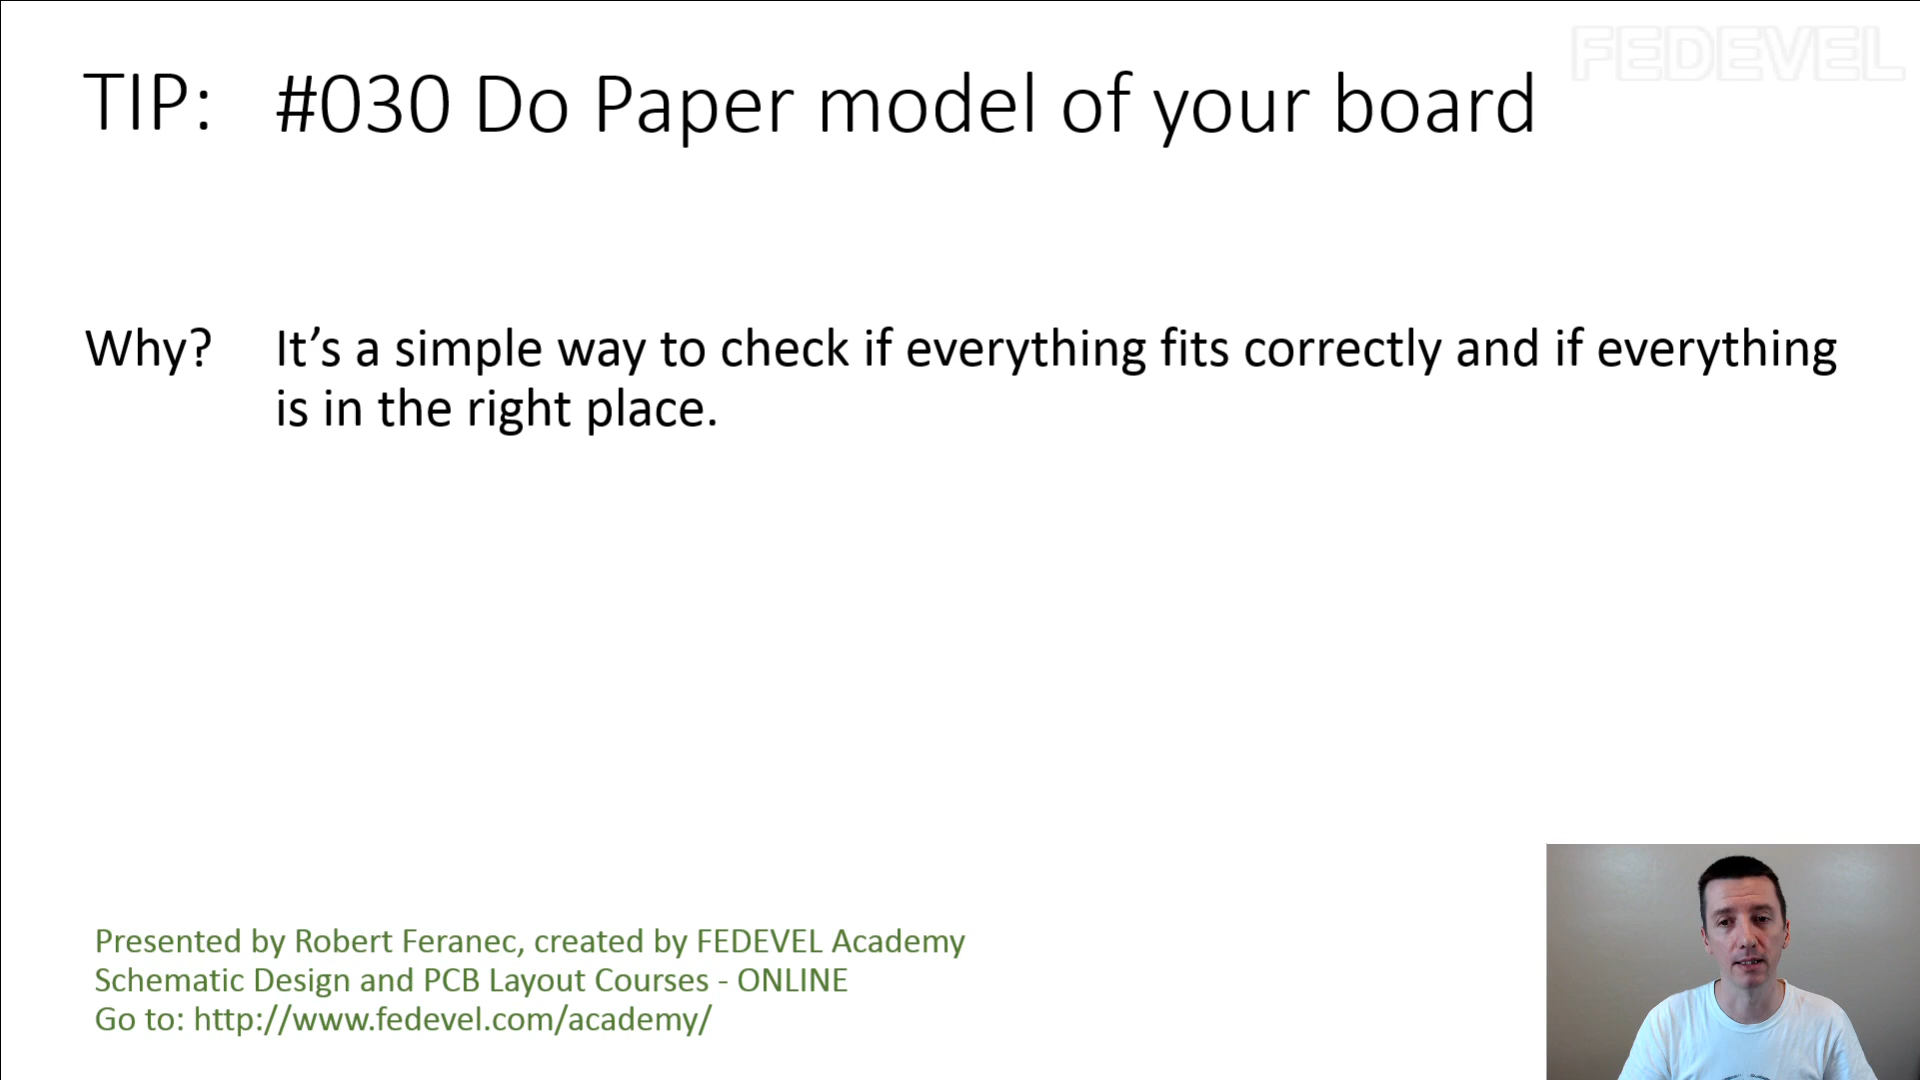 FEDEVEL
TIP: #030 Do Paper model of your board
Why? It’s a simple way to check if everything fits correctly and if everything
is in the right place.
Presented by Robert Feranec, created by FEDEVEL Academy
Schematic Design and PCB Layout Courses - ONLINE
Go to: http://www.fedevel.com/academy/